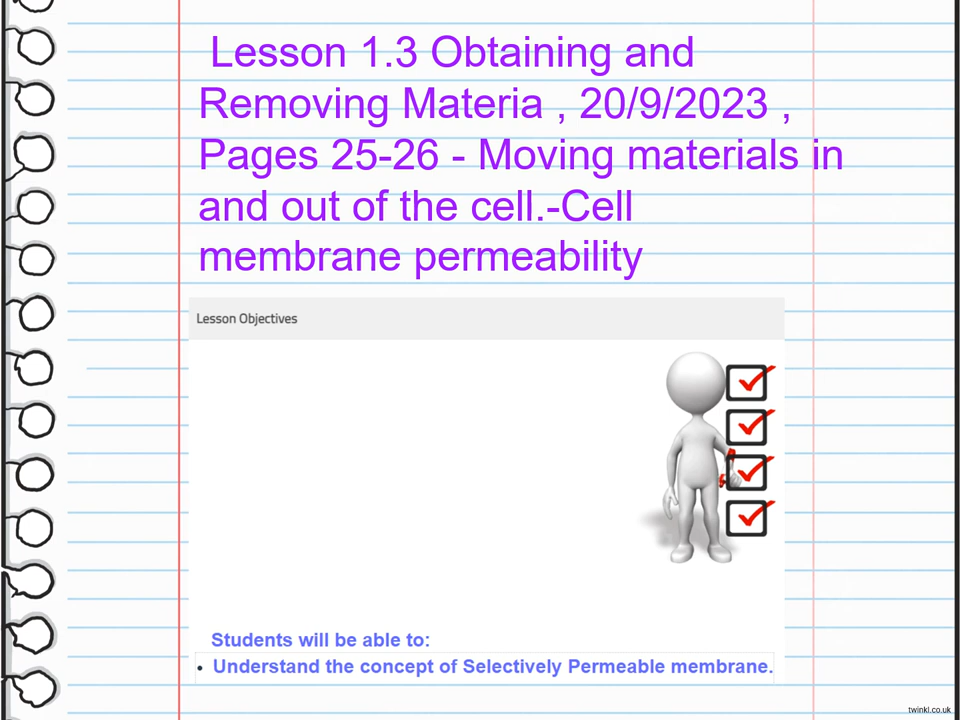 Lesson 1.3 Obtaining and
Removing Materia , 20/9/2023 ,
Pages 25-26 - Moving materials in
and out of the cell.-Cell
membrane permeability
Lesson Objectives
Students will be able to:
• Understand the concept of Selectively Permeable membrane.
twinkl.co.uk